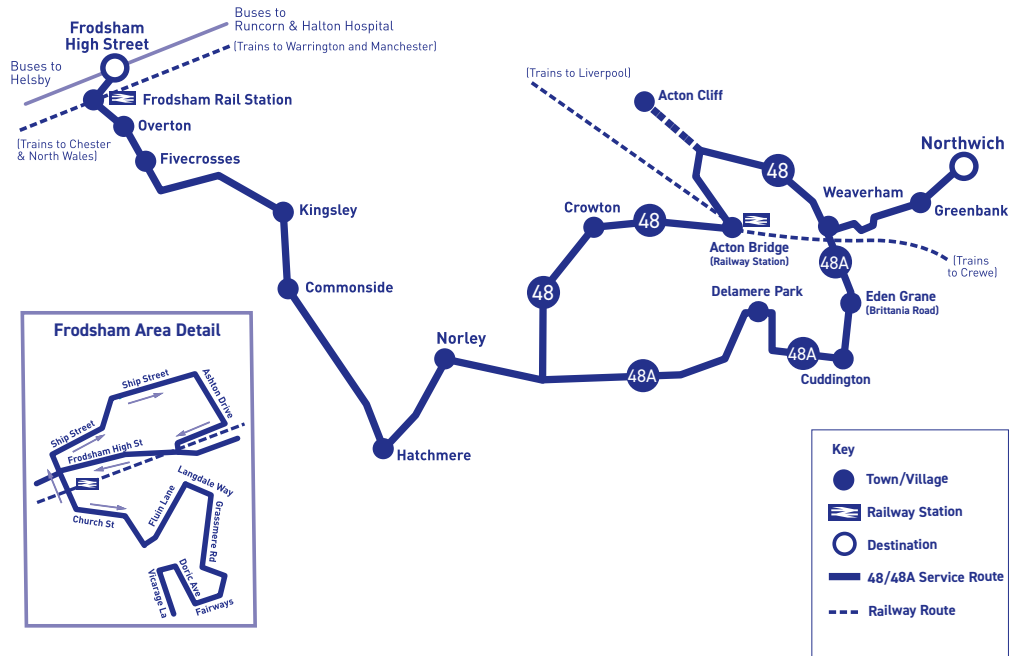 Frodsham
High Street
Buses to
Runcorn & Halton Hospital
(Trains to Warrington and Manchester)
Buses to
Helsby
Frodsham Rail Station
Overton
(Trains to Chester
& North Wales)
Fivecrosses
Kingsley
Commonside
Hatchmere
Norley
(Trains to Liverpool)
Acton Cliff
48
Northwich
Weaverham
Greenbank
Crowton
48
Acton Bridge
(Railway Station)
48A
(Trains
to Crewe)
48
Delamere Park
Eden Grane
(Brittania Road)
48A
48A
Cuddington
Frodsham Area Detail
Ship Street
Ashton Drive
Ship Street
Frodsham High St
Langdale Way
Fluin Lane
Church St
Grassmere Rd
Doric Ave
Vicarage La
Fairways
Key
Town/Village
Railway Station
Destination
48/48A Service Route
Railway Route